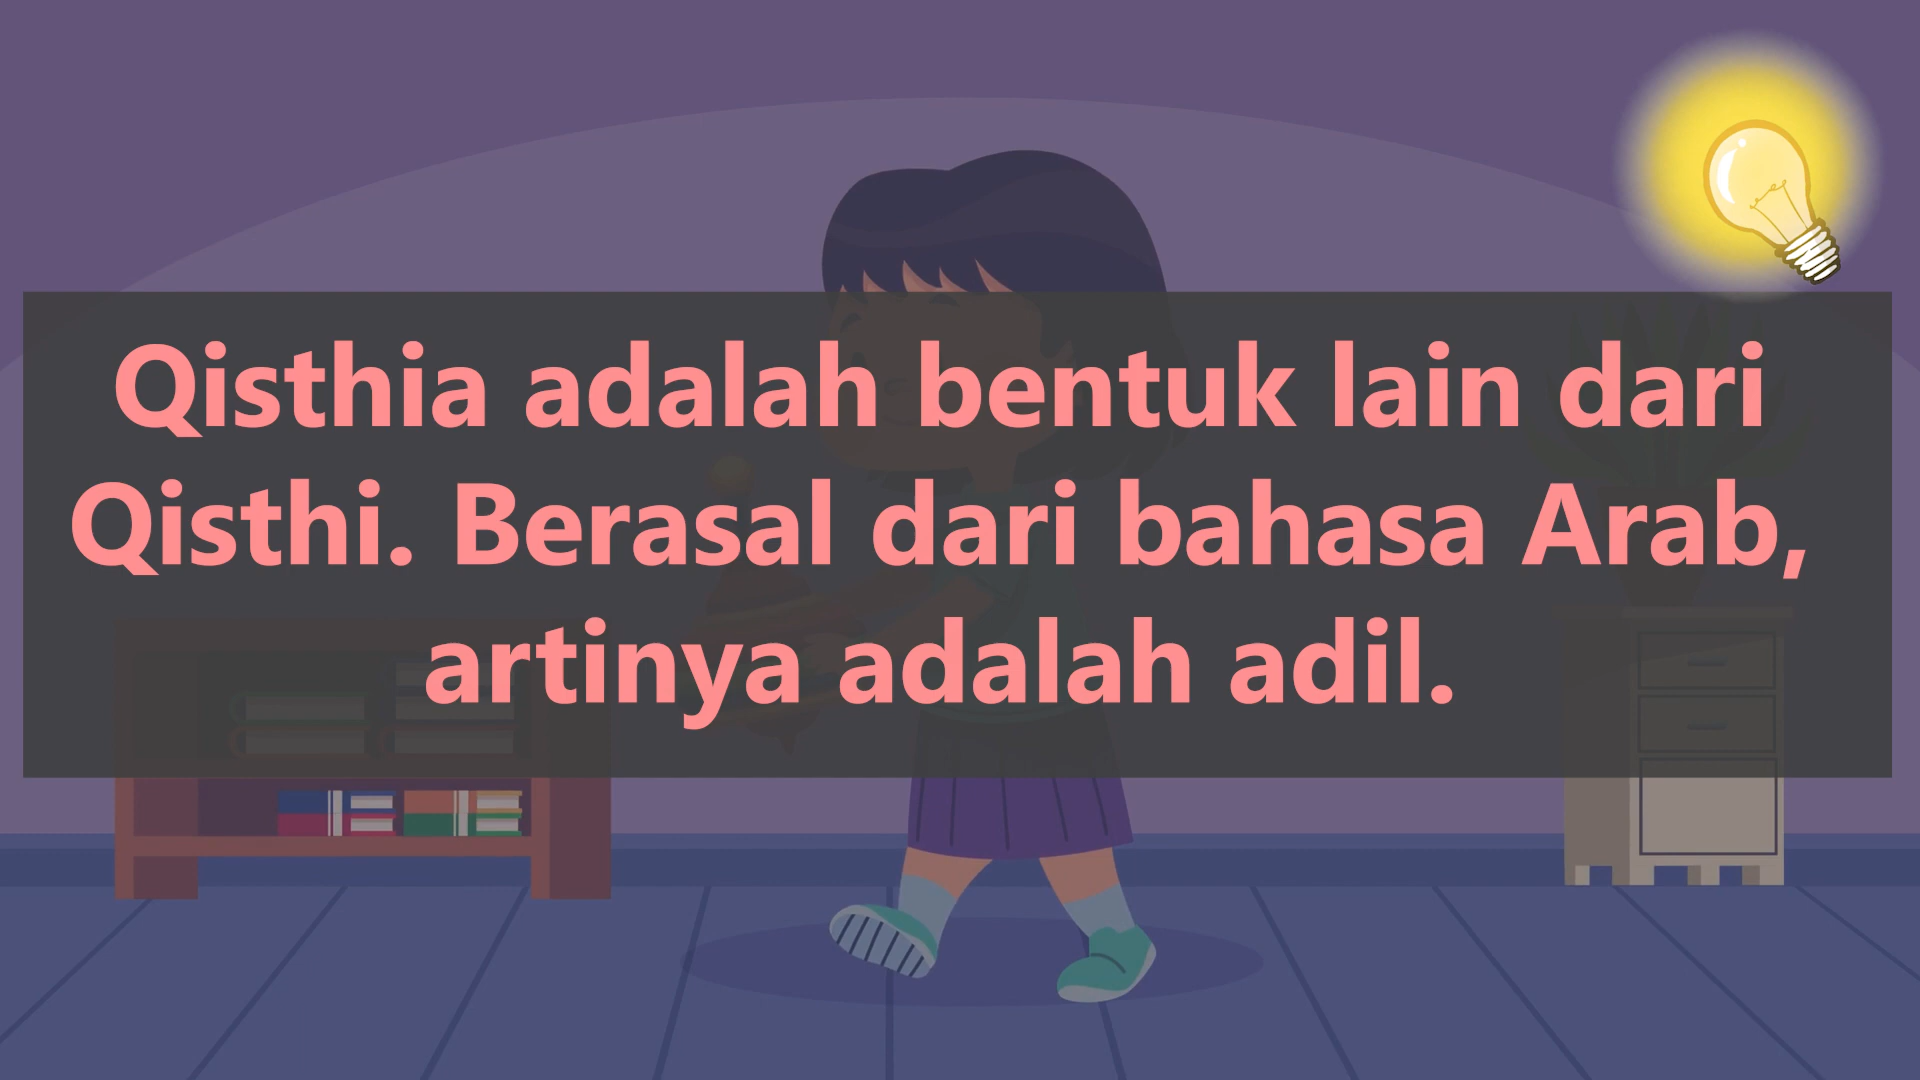 Qisthia adalah bentuk lain dari
Qisthi. Berasal dari bahasa Arab,
artinya adalah adil.